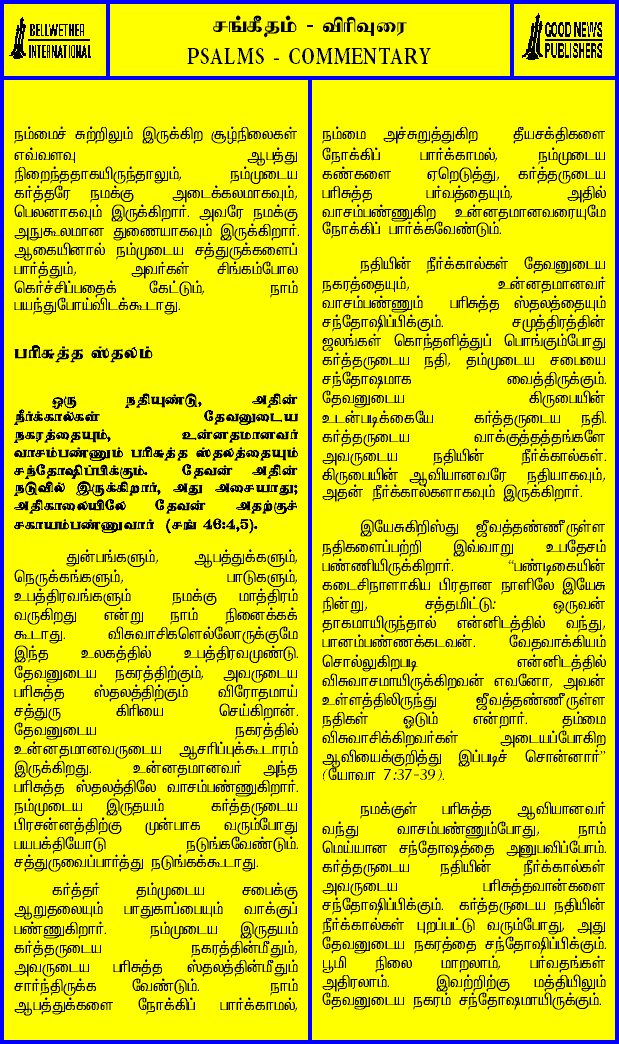 BELLWETHER
INTERNATIONAL
சங்கீதம் - விரிவுரை
PSALMS - COMMENTARY
GOOD NEWS
PUBLISHERS
நம்மைச் சுற்றிலும் இருக்கிற சூழ்நிலைகள்
எவ்வளவு ஆபத்து
நிறைந்ததாகயிருந்தாலும், நம்முடைய
கர்த்தரே நமக்கு அடைக்கலமாகவும்,
பெலனாகவும் இருக்கிறார். அவரே நமக்கு
அநுகூலமான துணையாகவும் இருக்கிறார்.
ஆகையினால் நம்முடைய சத்துருக்களைப்
பார்த்தும், அவர்கள் சிங்கம்போல
கெர்ச்சிப்பதைக் கேட்டும், நாம்
பயந்துபோய்விடக்கூடாது.
பரிசுத்த ஸ்தலம்
ஒரு நதியுண்டு, அதின்
நீர்க்கால்கள் தேவனுடைய
நகரத்தையும், உன்னதமானவர்
வாசம்பண்ணும் பரிசுத்த ஸ்தலத்தையும்
சந்தோஷிப்பிக்கும். தேவன் அதின்
நடுவில் இருக்கிறார், அது அசையாது;
அதிகாலையிலே தேவன் அதற்குச்
சகாயம்பண்ணுவார் (சங் 46:4,5).
துன்பங்களும், ஆபத்துக்களும்,
நெருக்கங்களும், பாடுகளும்,
உபத்திரவங்களும் நமக்கு மாத்திரம்
வருகிறது என்று நாம் நினைக்கக்
கூடாது. விசுவாசிகளெல்லோருக்குமே
இந்த உலகத்தில் உபத்திரவமுண்டு.
தேவனுடைய நகரத்திற்கும், அவருடைய
பரிசுத்த ஸ்தலத்திற்கும் விரோதமாய்
சத்துரு கிரியை செய்கிறான்.
தேவனுடைய நகரத்தில்
உன்னதமானவருடைய ஆசரிப்புக்கூடாரம்
இருக்கிறது. உன்னதமானவர் அந்த
பரிசுத்த ஸ்தலத்திலே வாசம்பண்ணுகிறார்.
நம்முடைய இருதயம் கர்த்தருடைய
பிரசன்னத்திற்கு முன்பாக வரும்போது
பயபக்தியோடு நடுங்கவேண்டும்.
சத்துருவைப்பார்த்து நடுங்கக்கூடாது.
கர்த்தர் தம்முடைய சபைக்கு
ஆறுதலையும் பாதுகாப்பையும் வாக்குப்
பண்ணுகிறார். நம்முடைய இருதயம்
கர்த்தருடைய நகரத்தின்மீதும்,
அவருடைய பரிசுத்த ஸ்தலத்தின்மீதும்
சார்ந்திருக்க வேண்டும். நாம்
ஆபத்துக்களை நோக்கிப் பார்க்காமல்,
நம்மை அச்சுறுத்துகிற தீயசக்திகளை
நோக்கிப் பார்க்காமல், நம்முடைய
கண்களை ஏறெடுத்து, கர்த்தருடைய
பரிசுத்த பர்வத்தையும், அதில்
வாசம்பண்ணுகிற உன்னதமானவரையுமே
நோக்கிப் பார்க்கவேண்டும்.
நதியின் நீர்க்கால்கள் தேவனுடைய
நகரத்தையும், உன்னதமானவர்
வாசம்பண்ணும் பரிசுத்த ஸ்தலத்தையும்
சந்தோஷிப்பிக்கும். சமுத்திரத்தின்
ஜலங்கள் கொந்தளித்துப் பொங்கும்போது
கர்த்தருடைய நதி, தம்முடைய சபையை
சந்தோஷமாக வைத்திருக்கும்.
தேவனுடைய கிருபையின்
உடன்படிக்கையே கர்த்தருடைய நதி.
கர்த்தருடைய வாக்குத்தத்தங்களே
அவருடைய நதியின் நீர்க்கால்கள்.
கிருபையின் ஆவியானவரே நதியாகவும்,
அதன் நீர்க்கால்களாகவும் இருக்கிறார்.
இயேசுகிறிஸ்து ஜீவத்தண்ணீருள்ள
நதிகளைப்பற்றி இவ்வாறு உபதேசம்
பண்ணியிருக்கிறார். “பண்டிகையின்
கடைசிநாளாகிய பிரதான நாளிலே இயேசு
நின்று, சத்தமிட்டு: ஒருவன்
தாகமாயிருந்தால் என்னிடத்தில் வந்து,
பானம்பண்ணக்கடவன். வேதவாக்கியம்
சொல்லுகிறபடி என்னிடத்தில்
விசுவாசமாயிருக்கிறவன் எவனோ, அவன்
உள்ளத்திலிருந்து ஜீவத்தண்ணீருள்ள
நதிகள் ஓடும் என்றார். தம்மை
விசுவாசிக்கிறவர்கள் அடையப்போகிற
ஆவியைக்குறித்து இப்படிச் சொன்னார்”
(யோவா 7:37-39).
நமக்குள் பரிசுத்த ஆவியானவர்
வந்து வாசம்பண்ணும்போது, நாம்
மெய்யான சந்தோஷத்தை அனுபவிப்போம்.
கர்த்தருடைய நதியின் நீர்க்கால்கள்
அவருடைய பரிசுத்தவான்களை
சந்தோஷிப்பிக்கும். கர்த்தருடைய நதியின்
நீர்க்கால்கள் புறப்பட்டு வரும்போது, அது
தேவனுடைய நகரத்தை சந்தோஷிப்பிக்கும்.
பூமி நிலை மாறலாம், பர்வதங்கள்
அதிரலாம். இவற்றிற்கு மத்தியிலும்
தேவனுடைய நகரம் சந்தோஷமாயிருக்கும்.